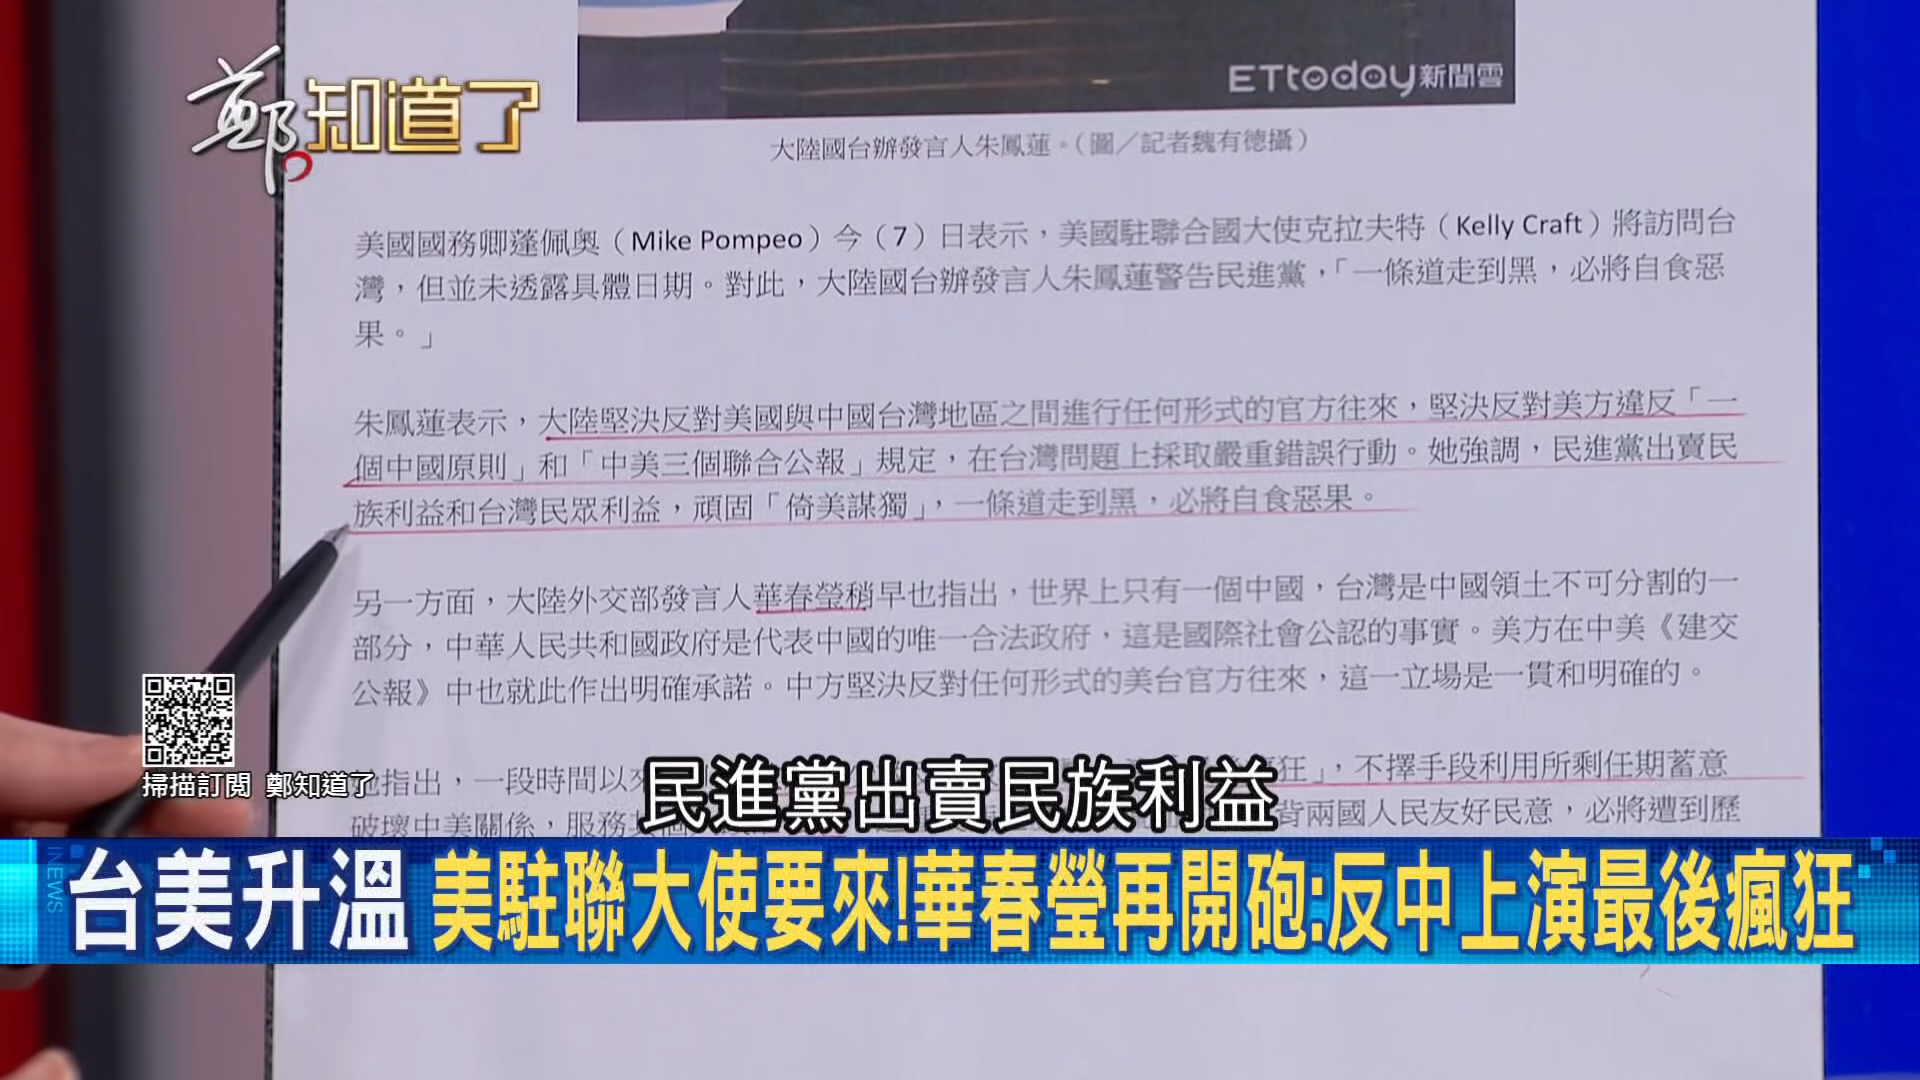 鄭知道了
ETtoday新聞雲
大陸國台辦發言人朱鳳蓮。（圖／記者魏有德攝）
美國國務卿蓬佩奧（Mike Pompeo）今（7）日表示，美國駐聯合國大使克拉夫特（Kelly Craft）將訪問台
灣，但並未透露具體日期。對此，大陸國台辦發言人朱鳳蓮警告民進黨，「一條道走到黑，必將自食惡
果。」
朱鳳蓮表示，大陸堅決反對美國與中國台灣地區之間進行任何形式的官方往來，堅決反對美方違反「一
個中國原則」和「中美三個聯合公報」規定，在台灣問題上採取嚴重錯誤行動。她強調，民進黨出賣民
族利益和台灣民眾利益，頑固「倚美謀獨」，一條道走到黑，必將自食惡果。
另一方面，大陸外交部發言人華春瑩稍早也指出，世界上只有一個中國，台灣是中國領土不可分割的一
部分，中華人民共和國政府是代表中國的唯一合法政府，這是國際社會公認的事實。美方在中美《建交
公報》中也就此作出明確承諾。中方堅決反對任何形式的美台官方往來，這一立場是一貫和明確的。
指出，一段時間以來 狂」，不擇手段利用所剩任期蓄意
破壞中美關係，服務 背兩國人民友好民意，必將遭到歷
掃描訂閱 鄭知道了
民進黨出賣民族利益
iNEWS
台美升溫 美駐聯大使要來!華春瑩再開砲:反中上演最後瘋狂